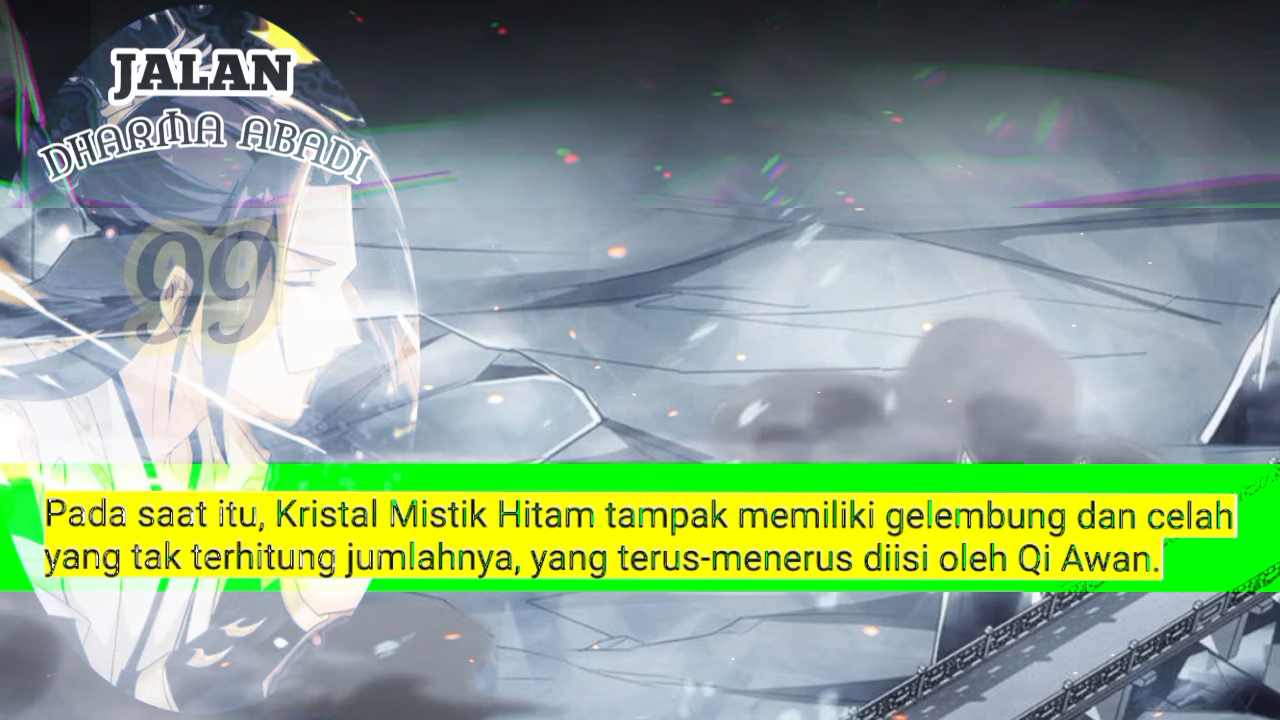 JALAN
DHARMA ABADI
99
Pada saat itu, Kristal Mistik Hitam tampak memiliki gelembung dan celah
yang tak terhitung jumlahnya, yang terus-menerus diisi oleh Qi Awan.